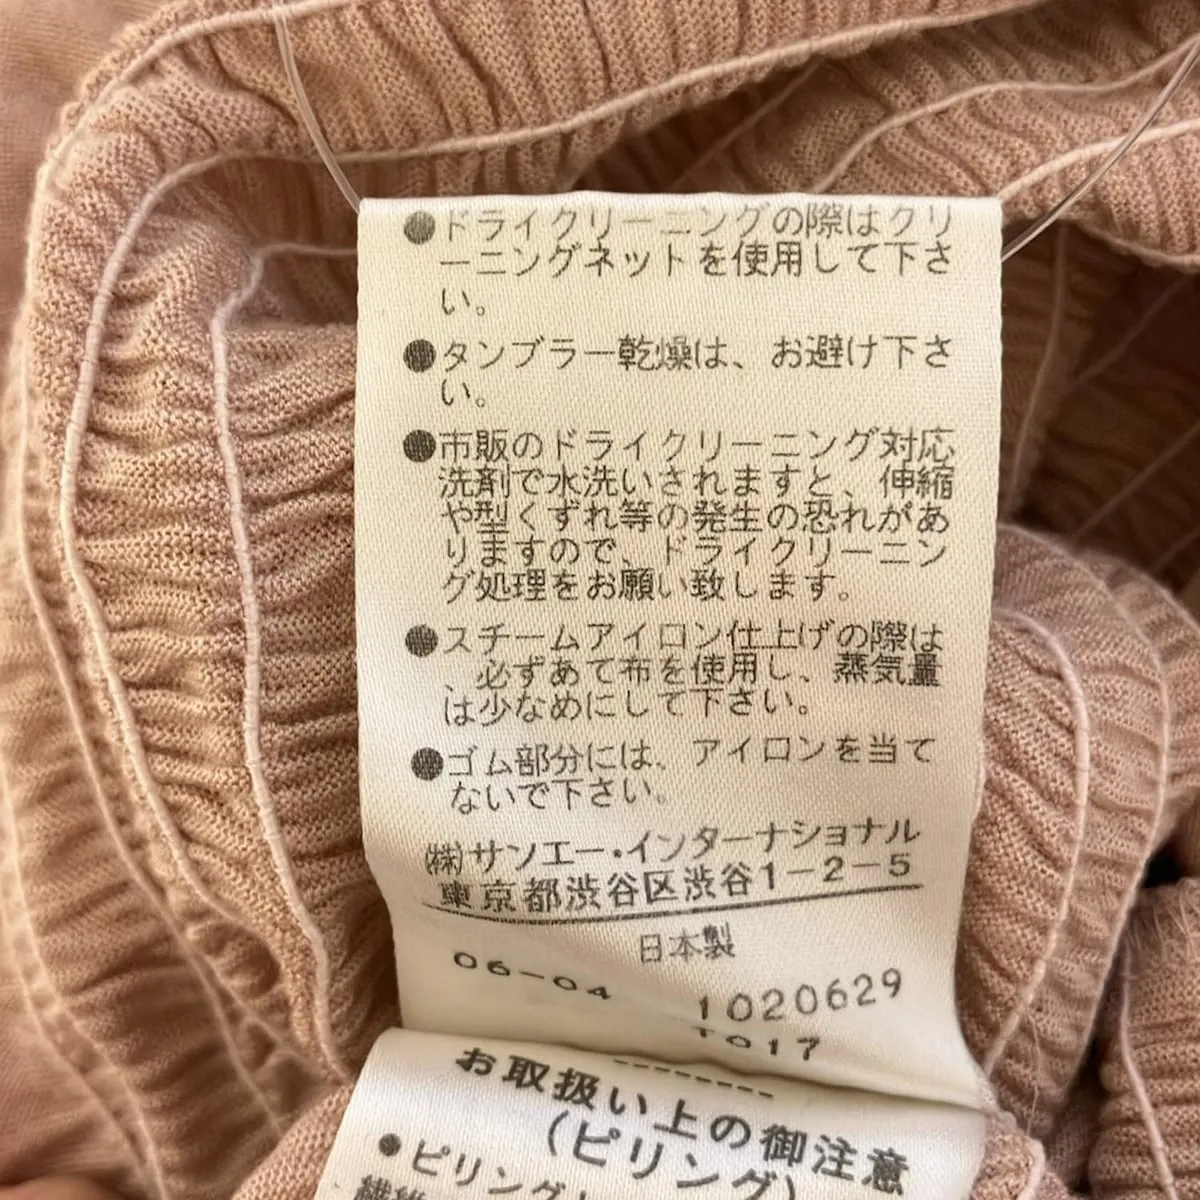 ●ドライクリーニングの際はクリ
ーニングネットを使用して下さ
い。
●タンブラー乾燥は、お避け下さ
い。
●市販のドライクリーニング対応
洗剤で水洗いされますと、伸縮
や型くずれ等の発生の恐れがあ
りますので、ドライクリーニン
グ処理をお願い致します。
●スチームアイロン仕上げの際は
、必ずあて布を使用し、蒸気量
は少なめにして下さい。
●ゴム部分には、アイロンを当て
ないで下さい。
(株)サンエー・インターナショナル
東京都渋谷区渋谷1-2-5
日本製
06-04 1020629
T017
---------
お取扱い上の御注意
(ピリング)
●ピリング
繊維